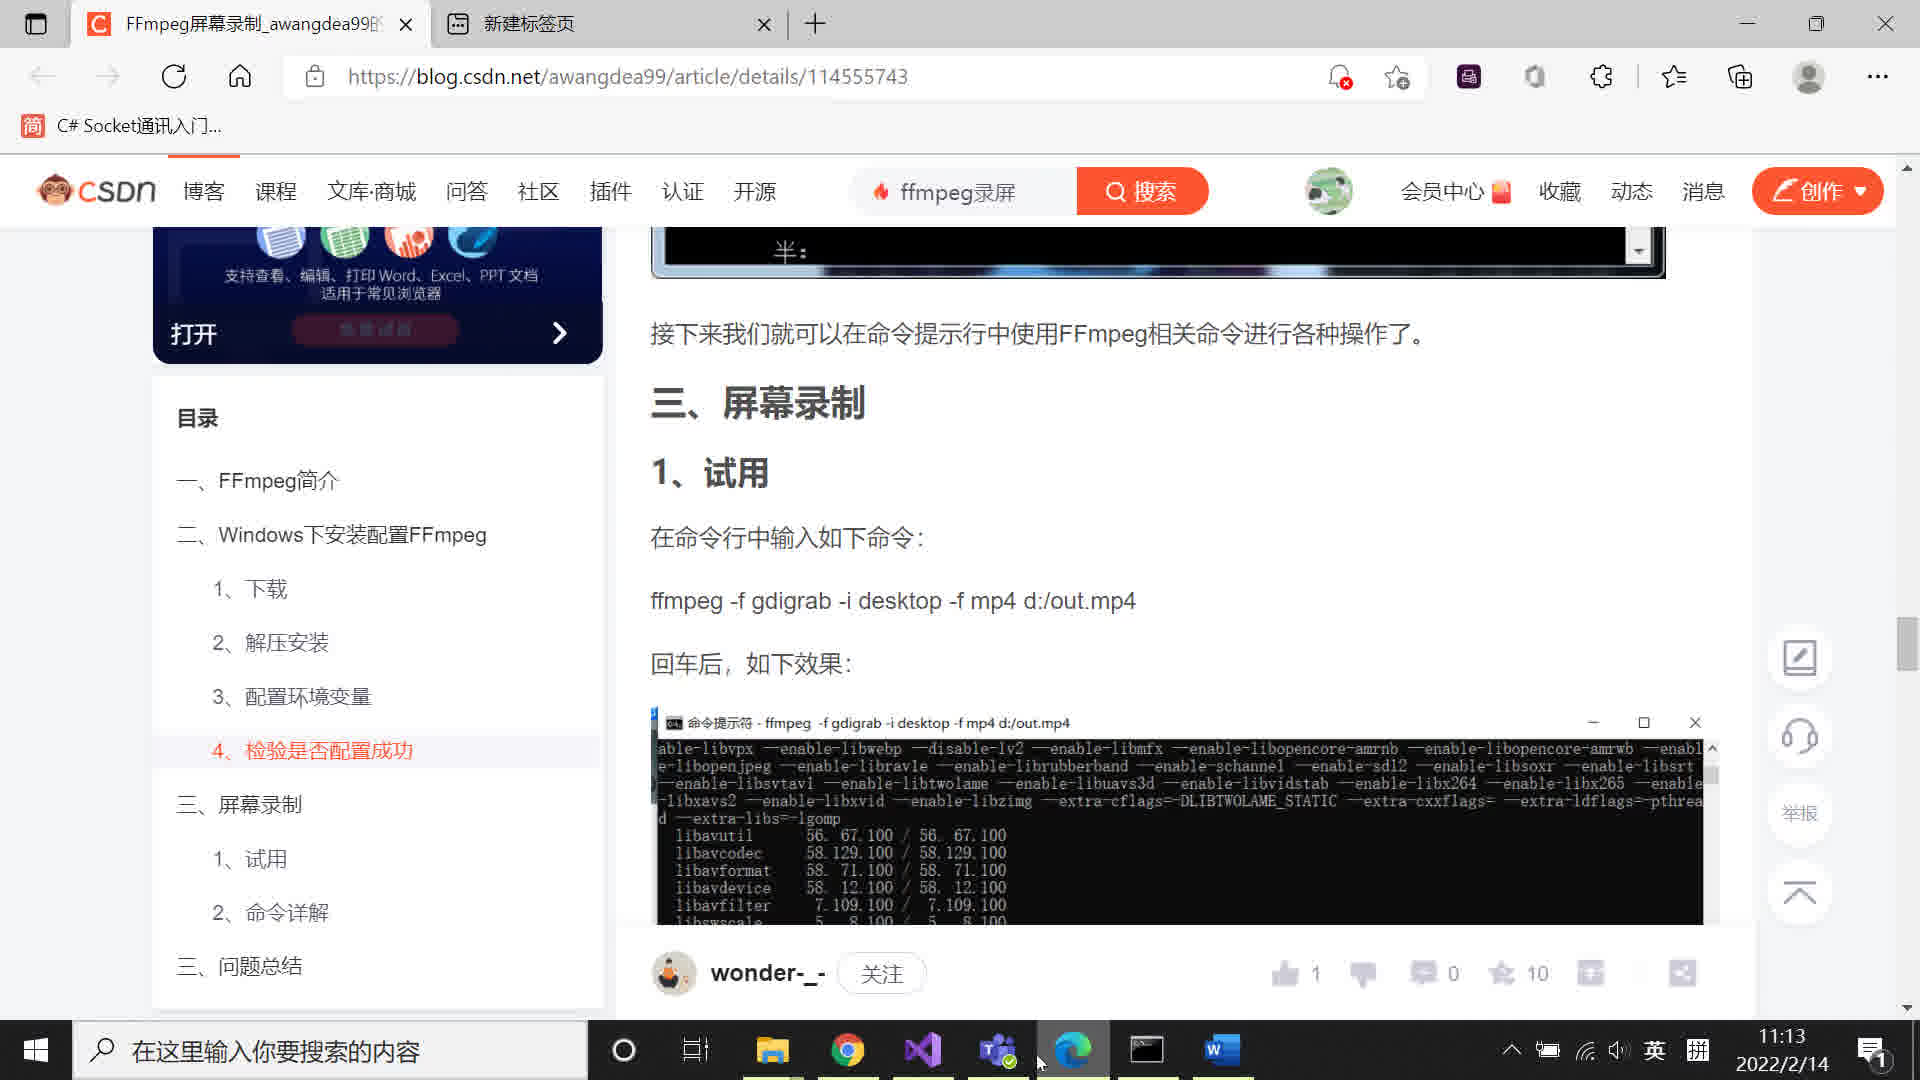 FFmpeg屏幕录制_awangdea99
新建标签页
https://blog.csdn.net/awangdea99/article/details/114555743
简 C# Socket通讯入门...
CSDN 博客 课程 文库·商城 问答 社区 插件 认证 开源 ffmpeg录屏 搜索 会员中心 收藏 动态 消息 创作
支持查看、编辑、打印 Word、Excel、PPT 文档
适用于常见浏览器
打开
目录
一、FFmpeg简介
二、Windows下安装配置FFmpeg
1、下载
2、解压安装
3、配置环境变量
4、检验是否配置成功
三、屏幕录制
1、试用
2、命令详解
三、问题总结
半:
接下来我们就可以在命令提示行中使用FFmpeg相关命令进行各种操作了。
三、屏幕录制
1、试用
在命令行中输入如下命令：
ffmpeg -f gdigrab -i desktop -f mp4 d:/out.mp4
回车后，如下效果：
命令提示符 - ffmpeg -f gdigrab -i desktop -f mp4 d:/out.mp4
able-libvpx --enable-libwebp --disable-lv2 --enable-libmfx --enable-libopencore-amrnb --enable-libopencore-amrwb --enabl
e-libopenjpeg --enable-librav1e --enable-librubberband --enable-schannel --enable-sdl2 --enable-libsoxr --enable-libsrt
--enable-libsvtav1 --enable-libtwolame --enable-libuavs3d --enable-libvidstab --enable-libx264 --enable-libx265 --enable
-libxavs2 --enable-libxvid --enable-libzimg --extra-cflags=-DLIBTWOLAME_STATIC --extra-cxxflags= --extra-ldflags=-pthrea
d --extra-libs=-lgomp
libavutil 56. 67.100 / 56. 67.100
libavcodec 58.129.100 / 58.129.100
libavformat 58. 71.100 / 58. 71.100
libavdevice 58. 12.100 / 58. 12.100
libavfilter 7.109.100 / 7.109.100
libswscale 5. 8.100 / 5. 8.100
举报
wonder-_- 关注 1 0 10
在这里输入你要搜索的内容
英 拼
11:13
2022/2/14
1